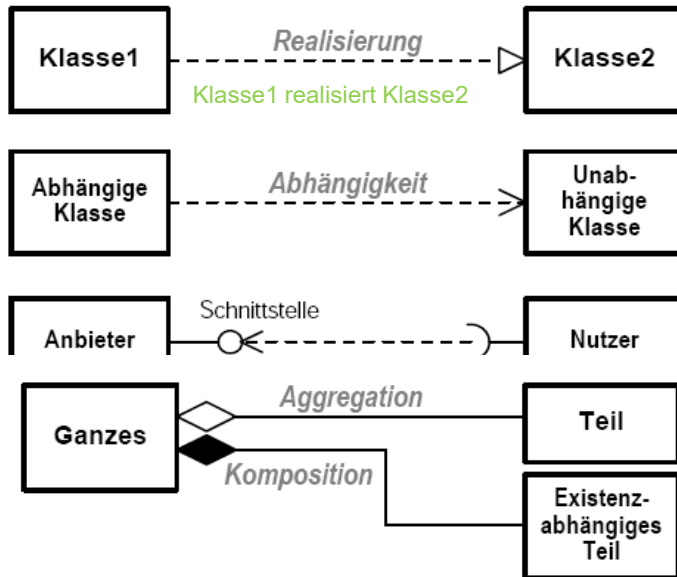 Klasse1
Realisierung
Klasse2
Klasse1 realisiert Klasse2
Abhängige
Klasse
Abhängigkeit
Unab-
hängige
Klasse
Anbieter
Schnittstelle
Nutzer
Ganzes
Aggregation
Teil
Komposition
Existenz-
abhängiges
Teil